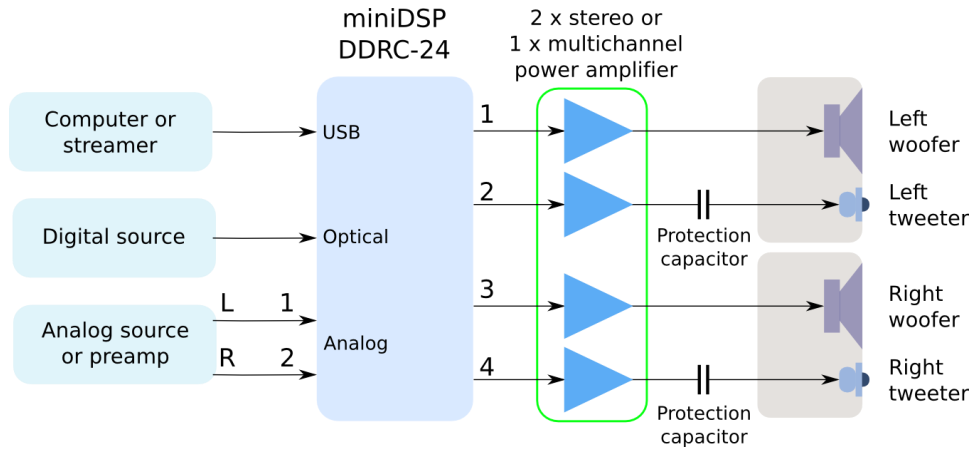 miniDSP
DDRC-24
2 x stereo or
1 x multichannel
power amplifier
Computer or
streamer
USB
1
Left
woofer
Digital source
Optical
2
Protection
capacitor
Left
tweeter
Analog source
or preamp
L 1
R 2
Analog
3
Right
woofer
4
Protection
capacitor
Right
tweeter